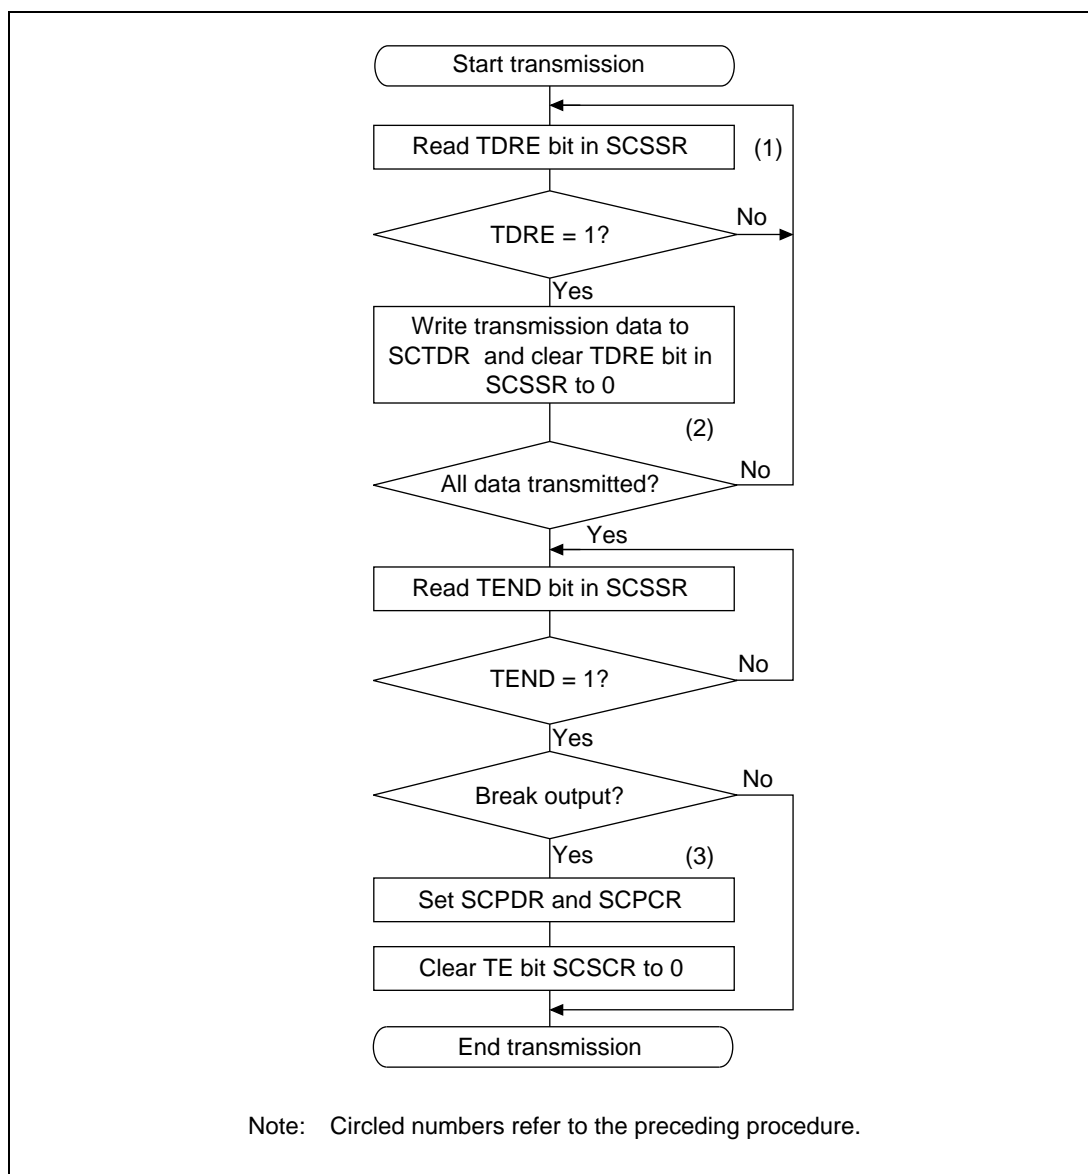 Start transmission
Read TDRE bit in SCSSR
(1)
TDRE = 1?
No
Yes
Write transmission data to
SCTDR and clear TDRE bit in
SCSSR to 0
(2)
All data transmitted?
No
Yes
Read TEND bit in SCSSR
TEND = 1?
No
Yes
Break output?
No
Yes
(3)
Set SCPDR and SCPCR
Clear TE bit SCSCR to 0
End transmission
Note: Circled numbers refer to the preceding procedure.